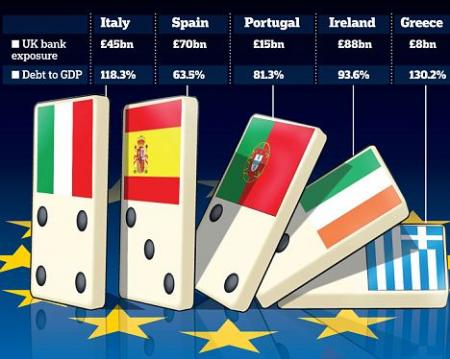 Italy Spain Portugal Ireland Greece
UK bank exposure £45bn £70bn £15bn £88bn £8bn
Debt to GDP 118.3% 63.5% 81.3% 93.6% 130.2%